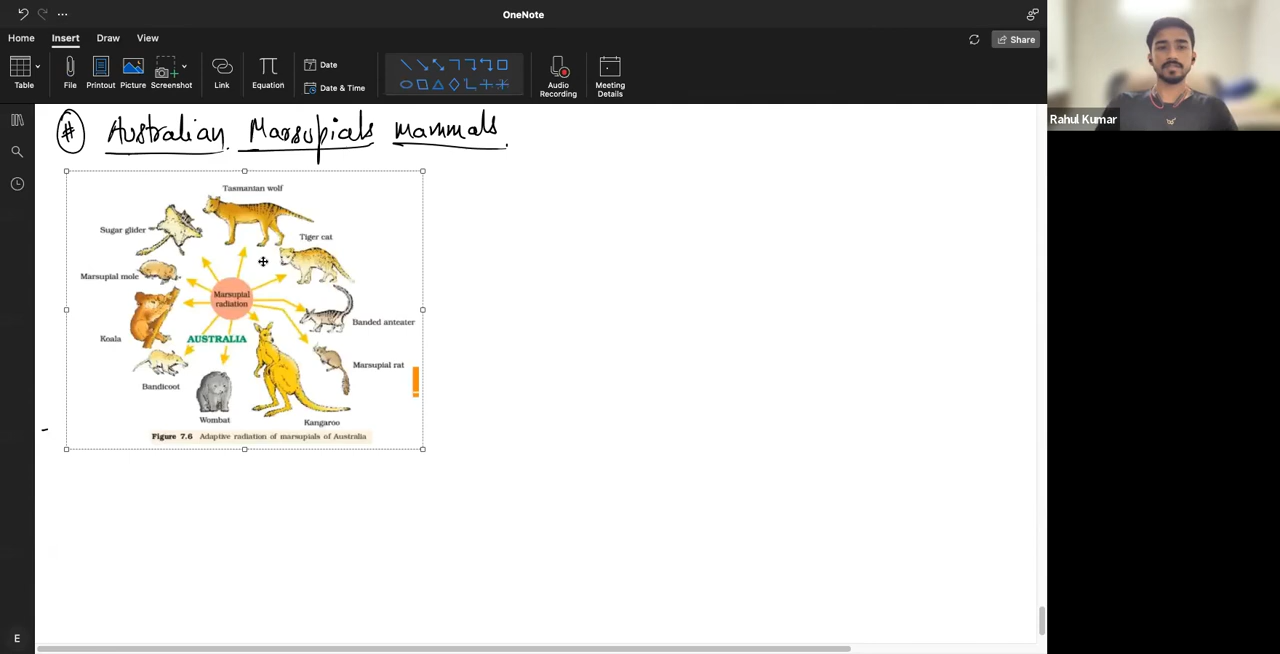 OneNote
Home Insert Draw View
Share
Table File Printout Picture Screenshot Link Equation Date Date & Time Audio Recording Meeting Details
Rahul Kumar
# Australian Marsupials mammals
Tasmanian wolf
Sugar glider
Tiger cat
Marsupial mole
Marsupial radiation
Banded anteater
Koala
AUSTRALIA
Marsupial rat
Bandicoot
Wombat
Kangaroo
Figure 7.6 Adaptive radiation of marsupials of Australia
E